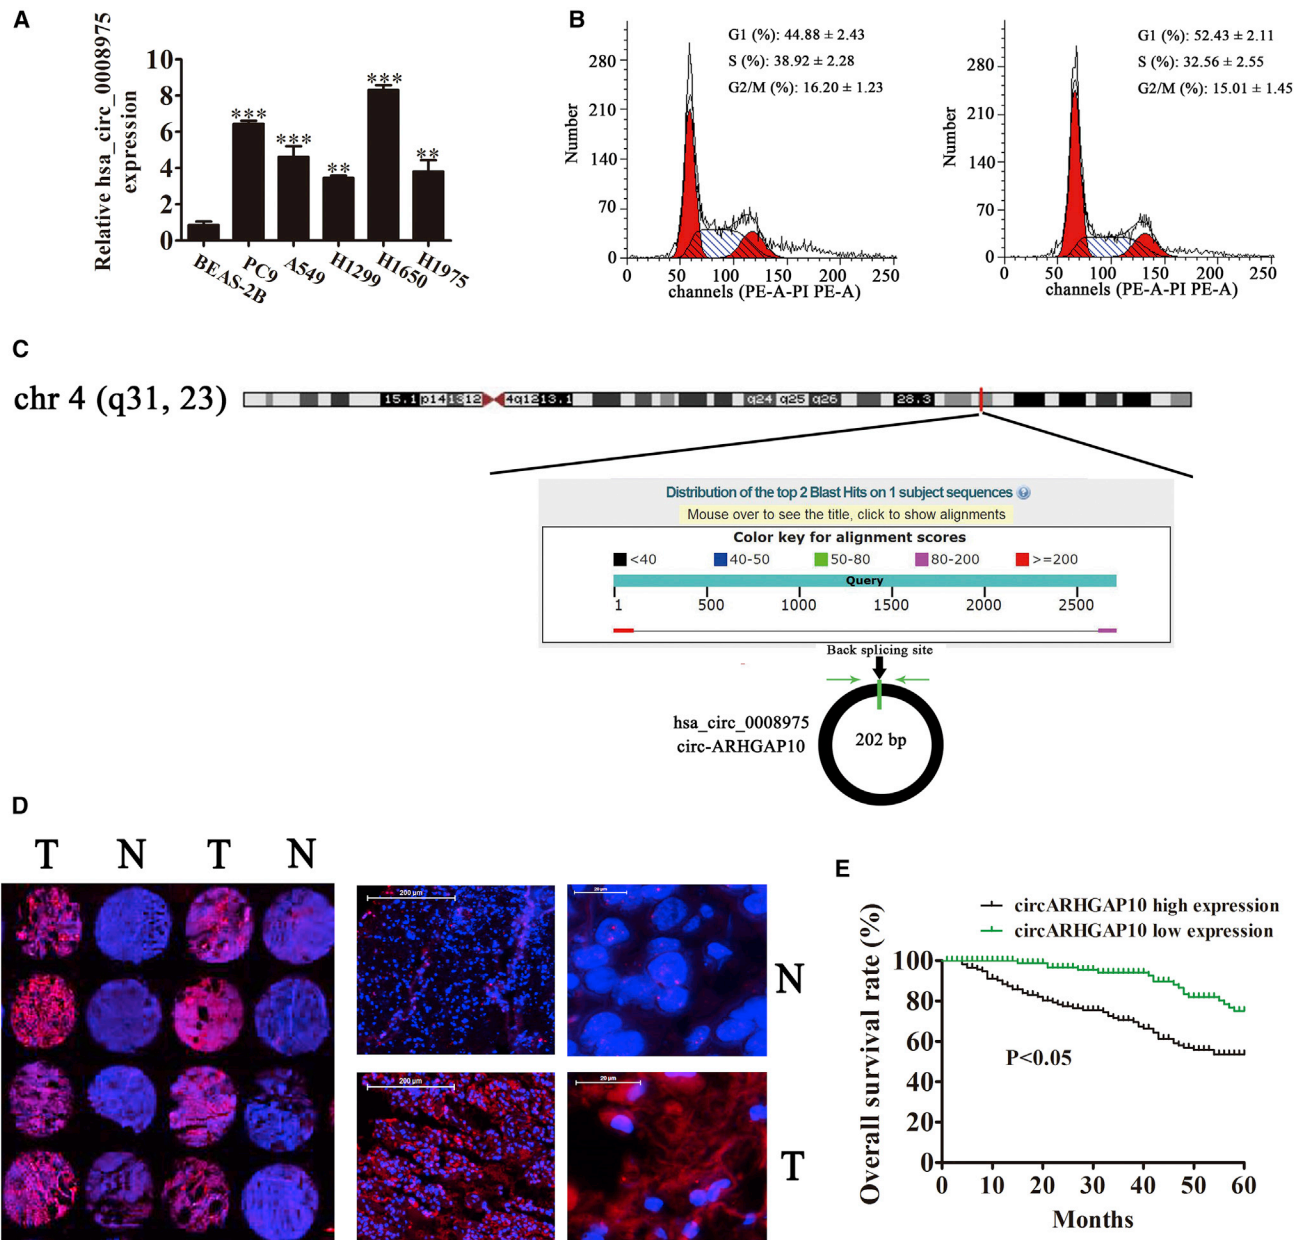 A
Relative hsa_circ_0008975
expression
10
8
6
4
2
0
***
***
**
***
**
BEAS-2B
PC9
A549
H1299
H1650
H1975
B
G1 (%): 44.88 ± 2.43
S (%): 38.92 ± 2.28
G2/M (%): 16.20 ± 1.23
Number
280
210
140
70
0
0 50 100 150 200 250
channels (PE-A-PI PE-A)
G1 (%): 52.43 ± 2.11
S (%): 32.56 ± 2.55
G2/M (%): 15.01 ± 1.45
Number
280
210
140
70
0
0 50 100 150 200 250
channels (PE-A-PI PE-A)
C
chr 4 (q31, 23)
15.1 p14 13 12 4q12 13.1 q24 q25 q26 28.3
Distribution of the top 2 Blast Hits on 1 subject sequences ?
Mouse over to see the title, click to show alignments
Color key for alignment scores
<40 40-50 50-80 80-200 >=200
Query
1 500 1000 1500 2000 2500
Back splicing site
hsa_circ_0008975
circ-ARHGAP10
202 bp
D
T N T N
200 µm
20 µm
N
200 µm
20 µm
T
E
circARHGAP10 high expression
circARHGAP10 low expression
Overall survival rate (%)
100
80
60
40
20
0
P<0.05
0 10 20 30 40 50 60
Months